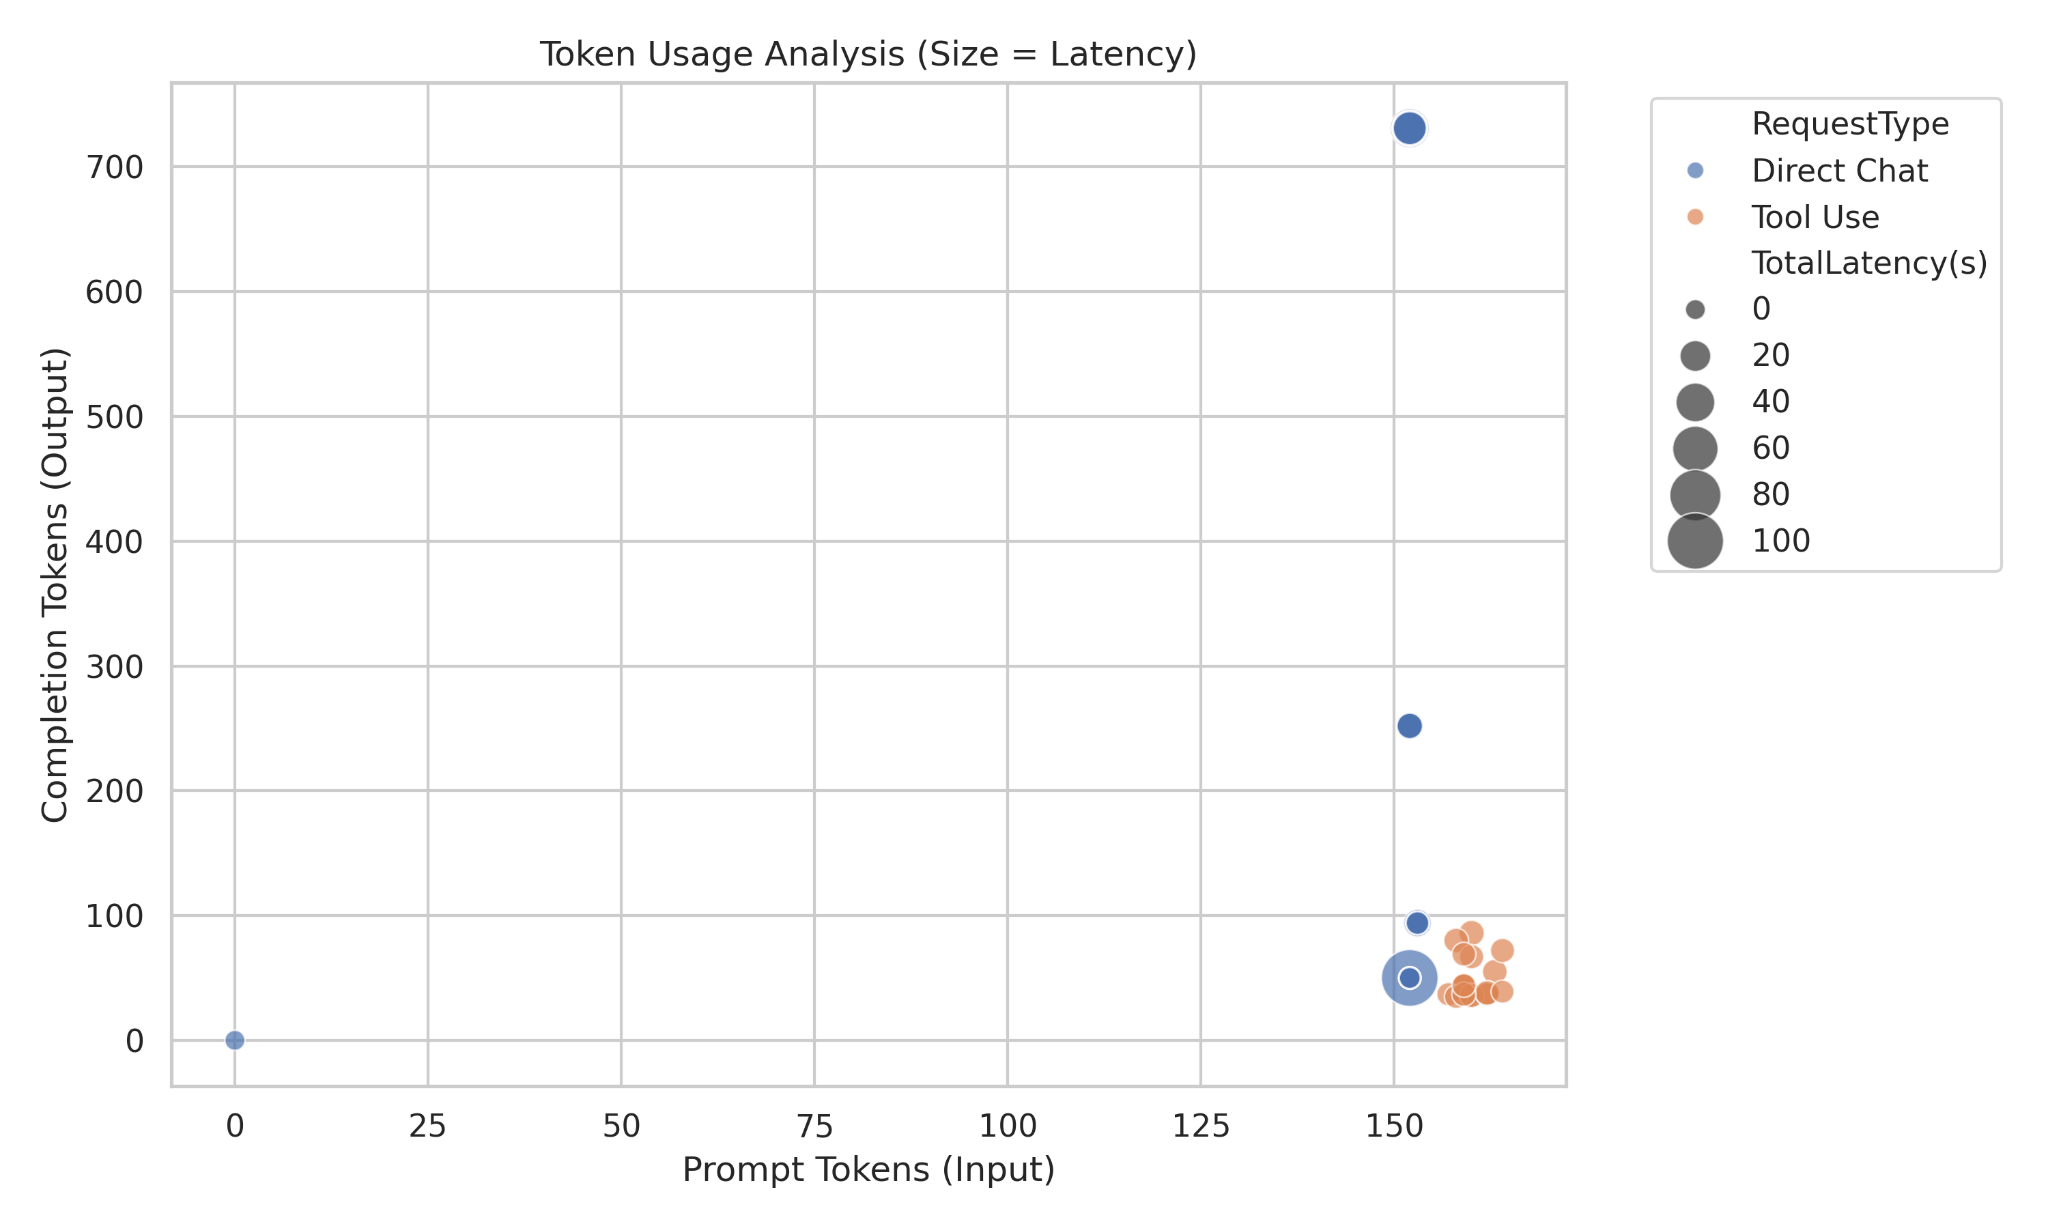 Token Usage Analysis (Size = Latency)
Completion Tokens (Output)
700
600
500
400
300
200
100
0
0 25 50 75 100 125 150
Prompt Tokens (Input)
RequestType
Direct Chat
Tool Use
TotalLatency(s)
0
20
40
60
80
100